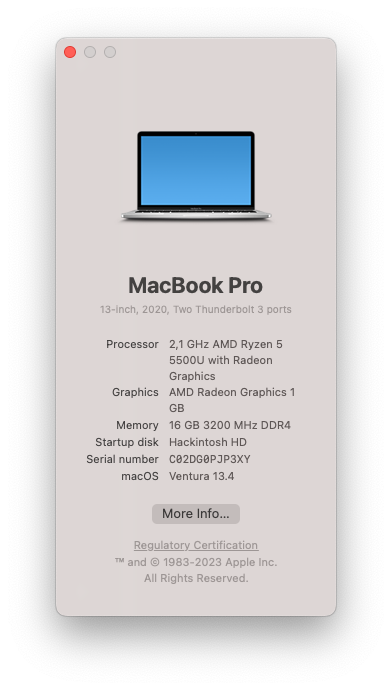 MacBook Pro
13-inch, 2020, Two Thunderbolt 3 ports
Processor 2,1 GHz AMD Ryzen 5
5500U with Radeon
Graphics
Graphics AMD Radeon Graphics 1
GB
Memory 16 GB 3200 MHz DDR4
Startup disk Hackintosh HD
Serial number C02DG0PJP3XY
macOS Ventura 13.4
More Info...
Regulatory Certification
™ and © 1983-2023 Apple Inc.
All Rights Reserved.